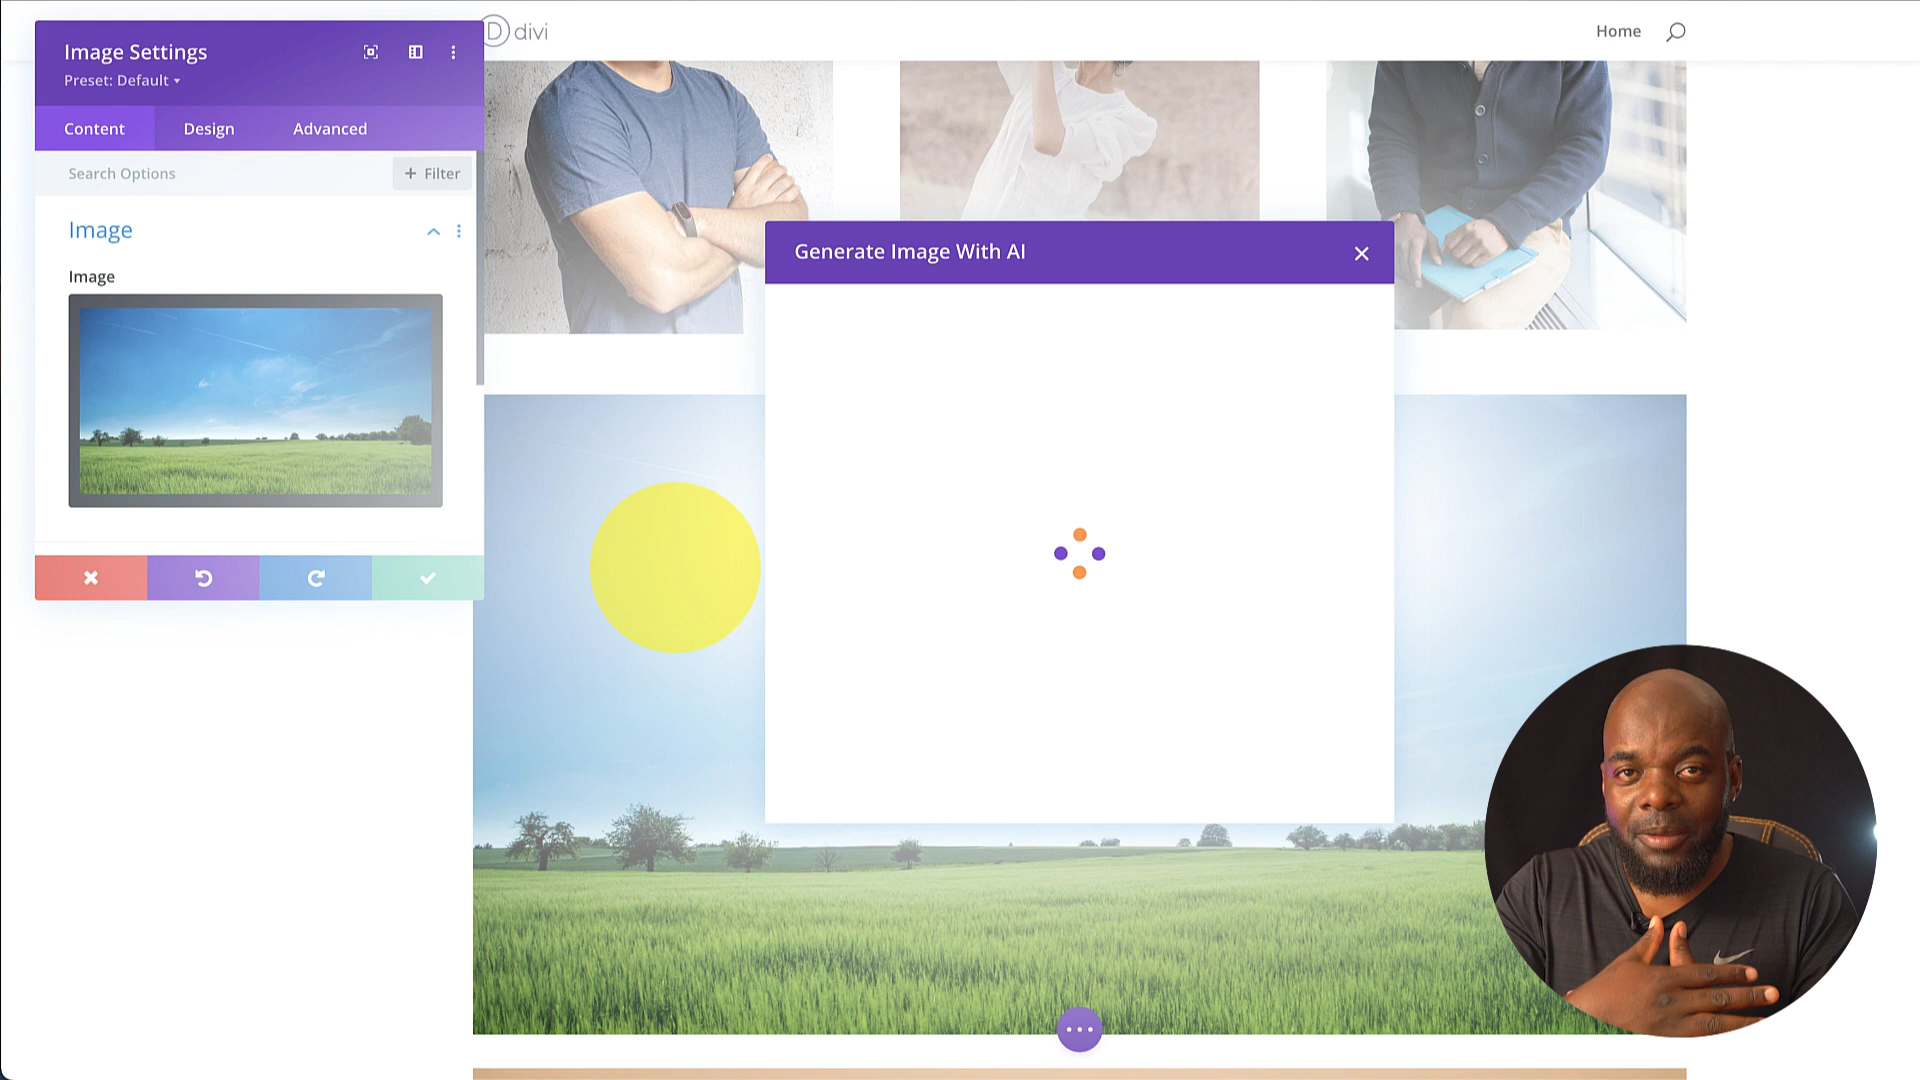 Image Settings
Preset: Default
Content
Design
Advanced
Search Options
+ Filter
Image
Image
D divi
Home
Generate Image With AI